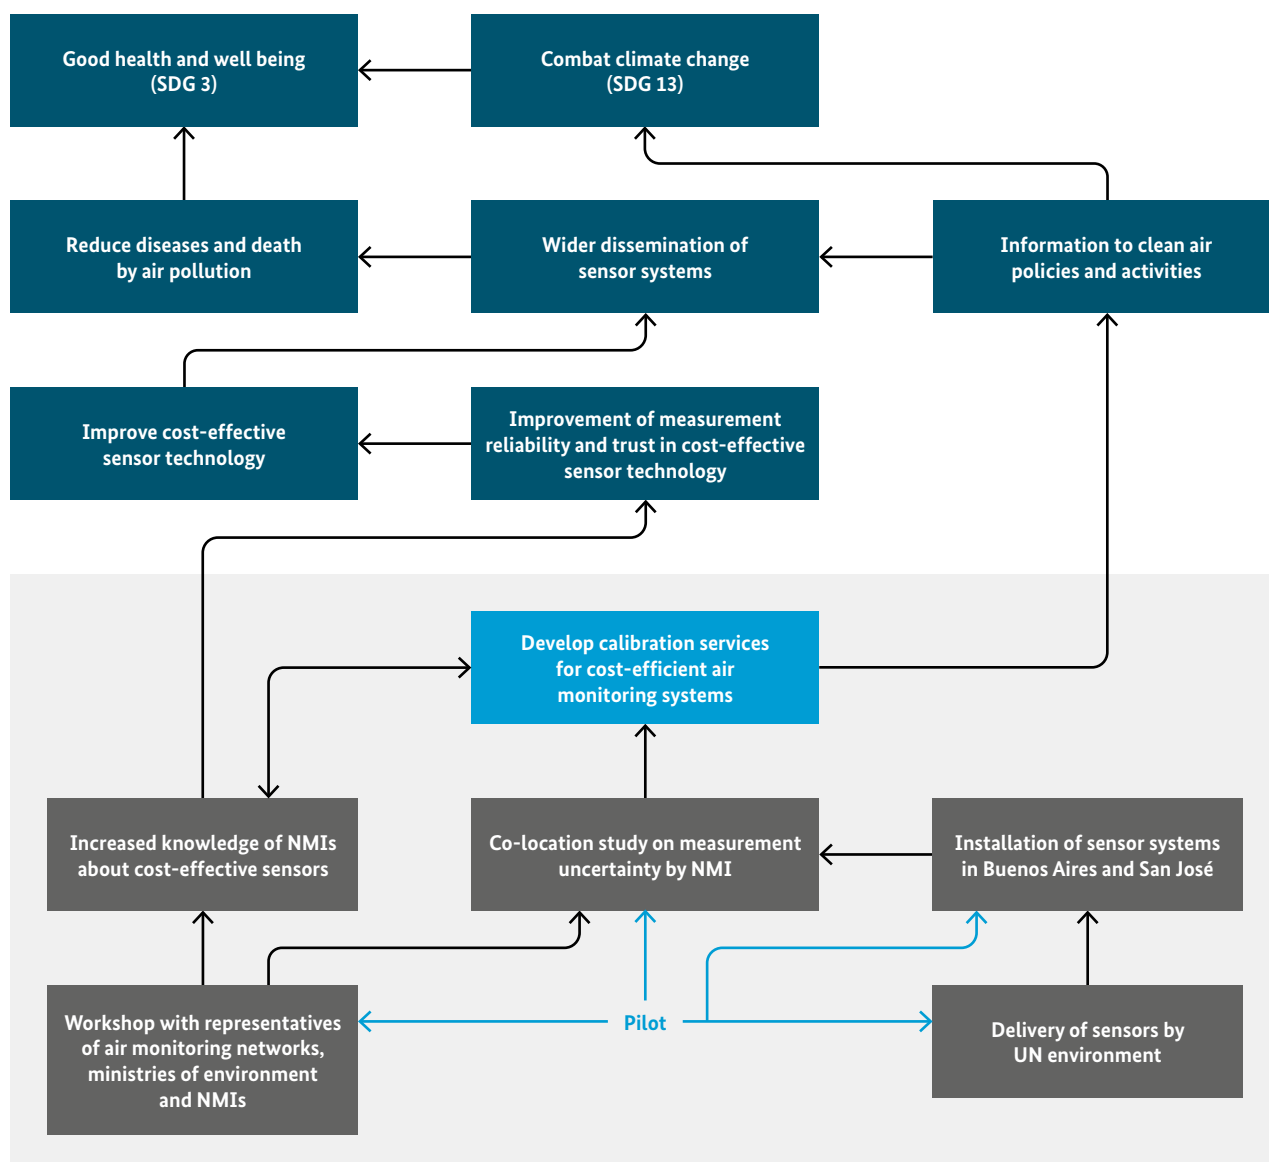 Good health and well being
(SDG 3)
Combat climate change
(SDG 13)
Reduce diseases and death
by air pollution
Wider dissemination of
sensor systems
Information to clean air
policies and activities
Improve cost-effective
sensor technology
Improvement of measurement
reliability and trust in cost-effective
sensor technology
Develop calibration services
for cost-efficient air
monitoring systems
Increased knowledge of NMIs
about cost-effective sensors
Co-location study on measurement
uncertainty by NMI
Installation of sensor systems
in Buenos Aires and San José
Workshop with representatives
of air monitoring networks,
ministries of environment
and NMIs
Pilot
Delivery of sensors by
UN environment